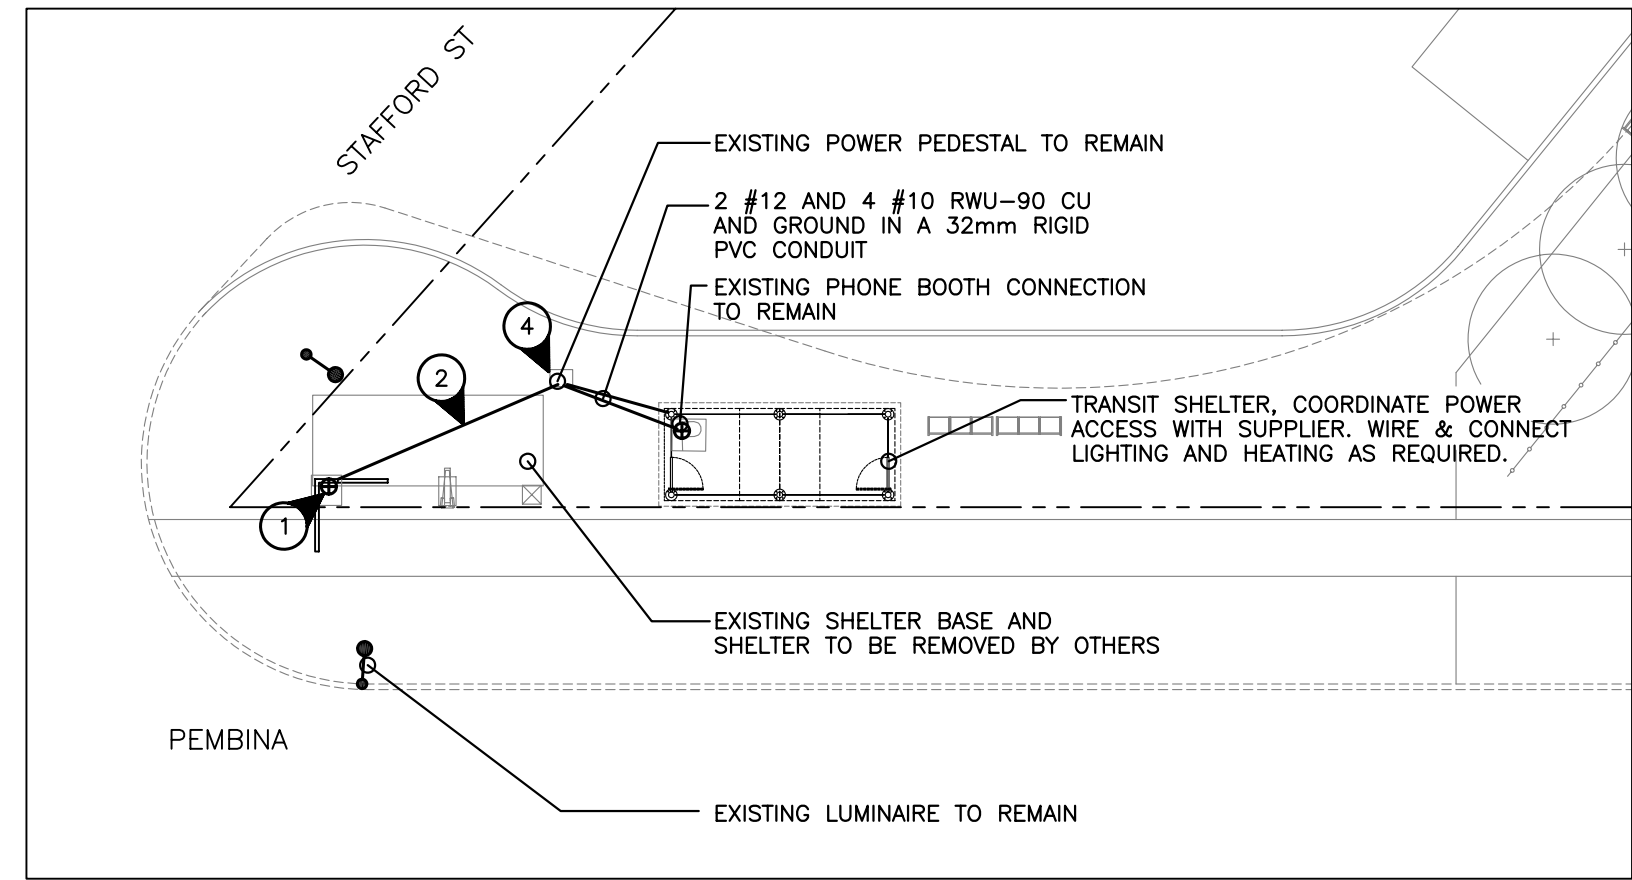 STAFFORD ST
EXISTING POWER PEDESTAL TO REMAIN
2 #12 AND 4 #10 RWU-90 CU
AND GROUND IN A 32mm RIGID
PVC CONDUIT
EXISTING PHONE BOOTH CONNECTION
TO REMAIN
4
2
TRANSIT SHELTER, COORDINATE POWER
ACCESS WITH SUPPLIER. WIRE & CONNECT
LIGHTING AND HEATING AS REQUIRED.
1
EXISTING SHELTER BASE AND
SHELTER TO BE REMOVED BY OTHERS
PEMBINA
EXISTING LUMINAIRE TO REMAIN